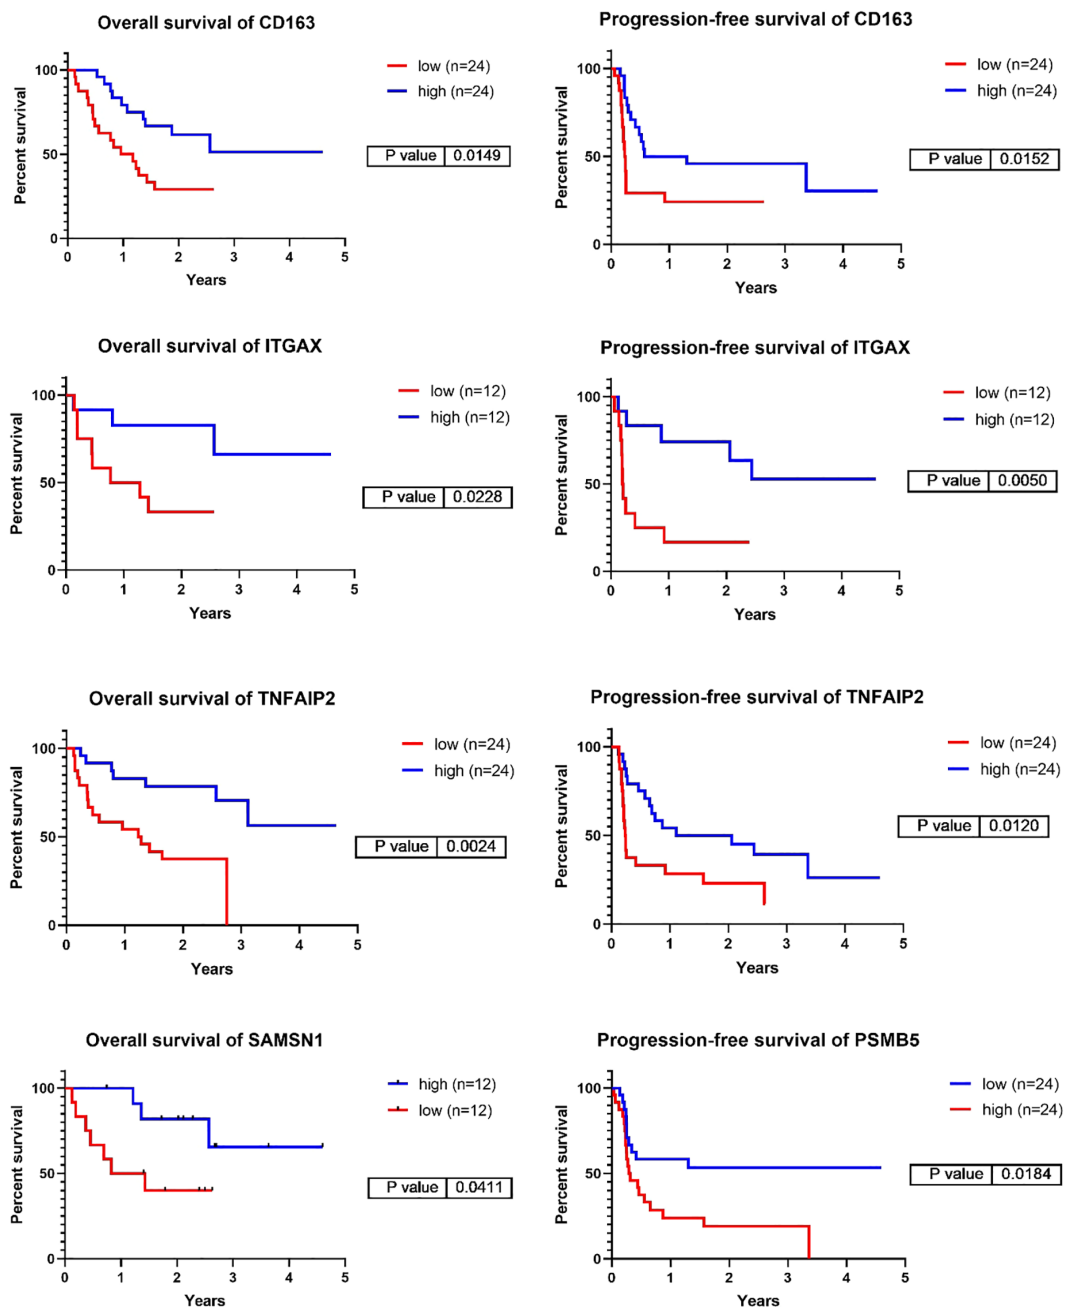 Overall survival of CD163
Progression-free survival of CD163
100
50
0
0 1 2 3 4 5
Percent survival
Years
low (n=24)
high (n=24)
P value 0.0149
100
50
0
0 1 2 3 4 5
Percent survival
Years
low (n=24)
high (n=24)
P value 0.0152
Overall survival of ITGAX
Progression-free survival of ITGAX
100
50
0
0 1 2 3 4 5
Percent survival
Years
low (n=12)
high (n=12)
P value 0.0228
100
50
0
0 1 2 3 4 5
Percent survival
Years
low (n=12)
high (n=12)
P value 0.0050
Overall survival of TNFAIP2
Progression-free survival of TNFAIP2
100
50
0
0 1 2 3 4 5
Percent survival
Years
low (n=24)
high (n=24)
P value 0.0024
100
50
0
0 1 2 3 4 5
Percent survival
Years
low (n=24)
high (n=24)
P value 0.0120
Overall survival of SAMSN1
Progression-free survival of PSMB5
100
50
0
0 1 2 3 4 5
Percent survival
Years
high (n=12)
low (n=12)
P value 0.0411
100
50
0
0 1 2 3 4 5
Percent survival
Years
low (n=24)
high (n=24)
P value 0.0184